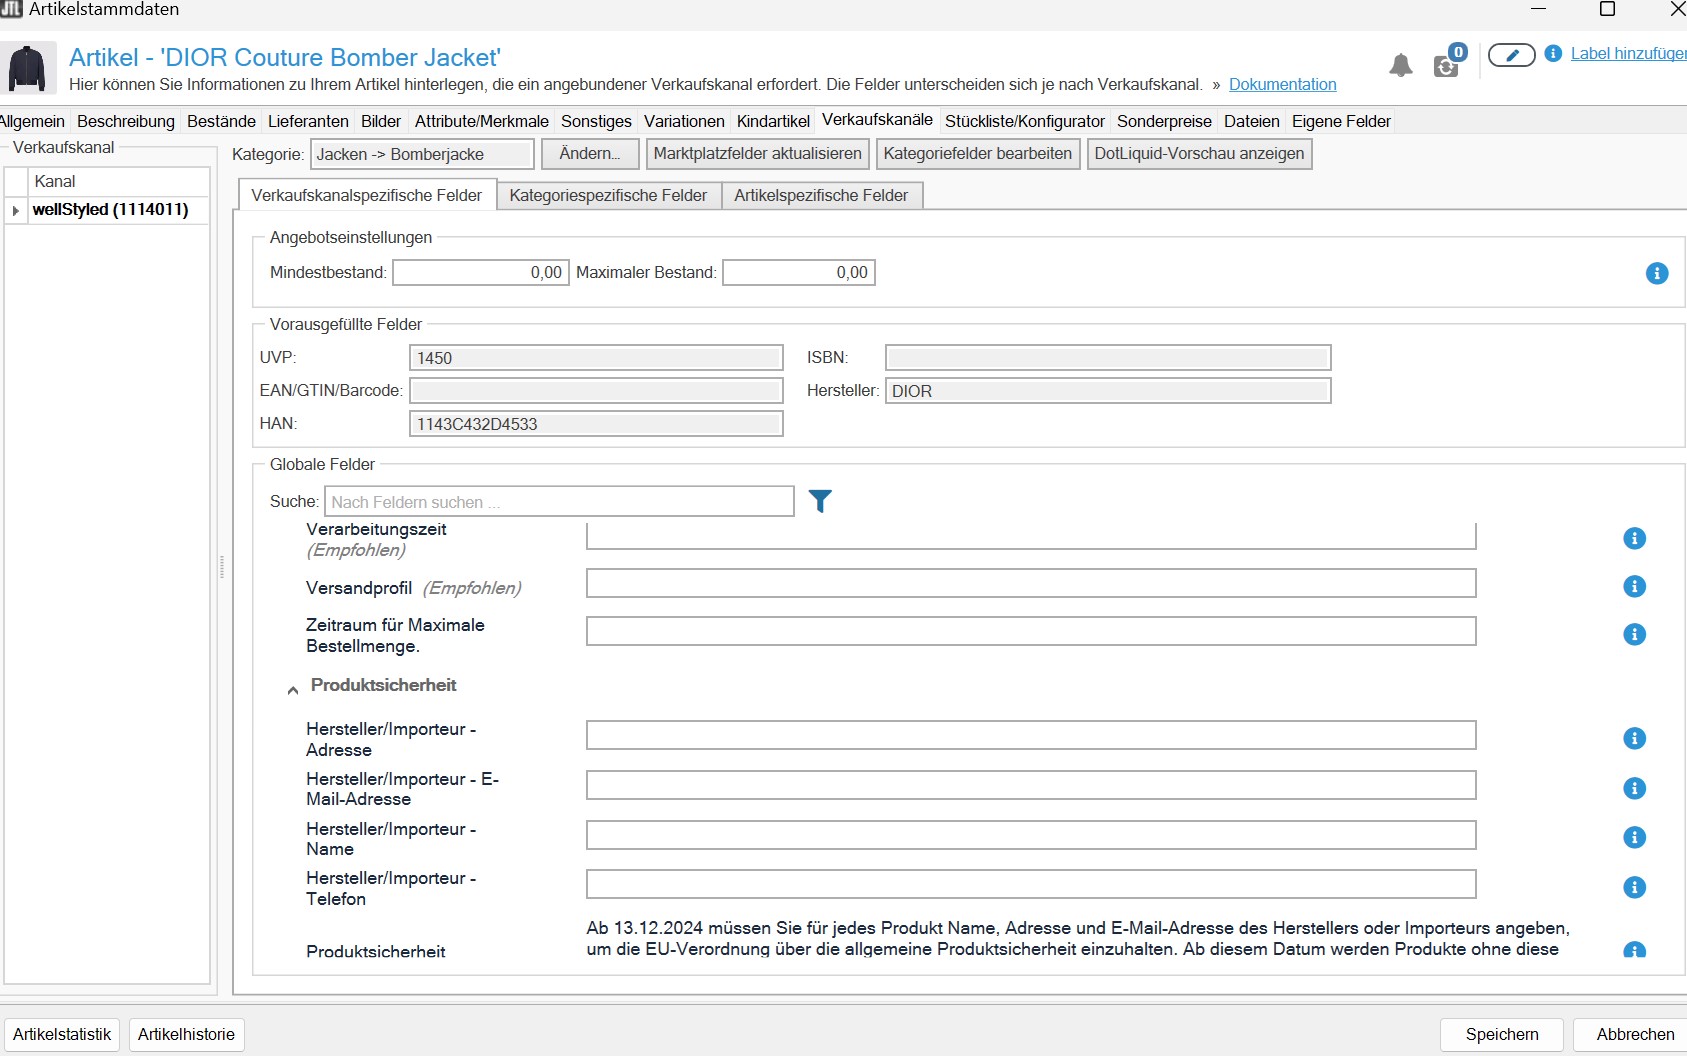 JTL Artikelstammdaten
Artikel - 'DIOR Couture Bomber Jacket'
Hier können Sie Informationen zu Ihrem Artikel hinterlegen, die ein angebundener Verkaufskanal erfordert. Die Felder unterscheiden sich je nach Verkaufskanal. » Dokumentation
0
Label hinzufügen
Allgemein Beschreibung Bestände Lieferanten Bilder Attribute/Merkmale Sonstiges Variationen Kindartikel Verkaufskanäle Stückliste/Konfigurator Sonderpreise Dateien Eigene Felder
Verkaufskanal
Kanal
wellStyled (1114011)
Kategorie: Jacken -> Bomberjacke Ändern... Marktplatzfelder aktualisieren Kategoriefelder bearbeiten DotLiquid-Vorschau anzeigen
Verkaufskanalspezifische Felder Kategoriespezifische Felder Artikelspezifische Felder
Angebotseinstellungen
Mindestbestand: 0,00 Maximaler Bestand: 0,00
Vorausgefüllte Felder
UVP: 1450 ISBN:
EAN/GTIN/Barcode: Hersteller: DIOR
HAN: 1143C432D4533
Globale Felder
Suche: Nach Feldern suchen ...
Verarbeitungszeit
(Empfohlen)
Versandprofil (Empfohlen)
Zeitraum für Maximale
Bestellmenge.
Produktsicherheit
Hersteller/Importeur -
Adresse
Hersteller/Importeur - E-
Mail-Adresse
Hersteller/Importeur -
Name
Hersteller/Importeur -
Telefon
Produktsicherheit
Ab 13.12.2024 müssen Sie für jedes Produkt Name, Adresse und E-Mail-Adresse des Herstellers oder Importeurs angeben,
um die EU-Verordnung über die allgemeine Produktsicherheit einzuhalten. Ab diesem Datum werden Produkte ohne diese
Artikelstatistik Artikelhistorie Speichern Abbrechen